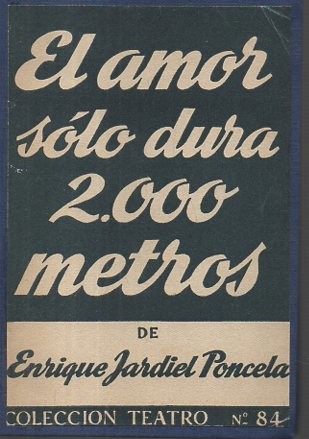 El amor
sólo dura
2.000
metros
DE
Enrique Jardiel Poncela
COLECCION TEATRO Nº 84